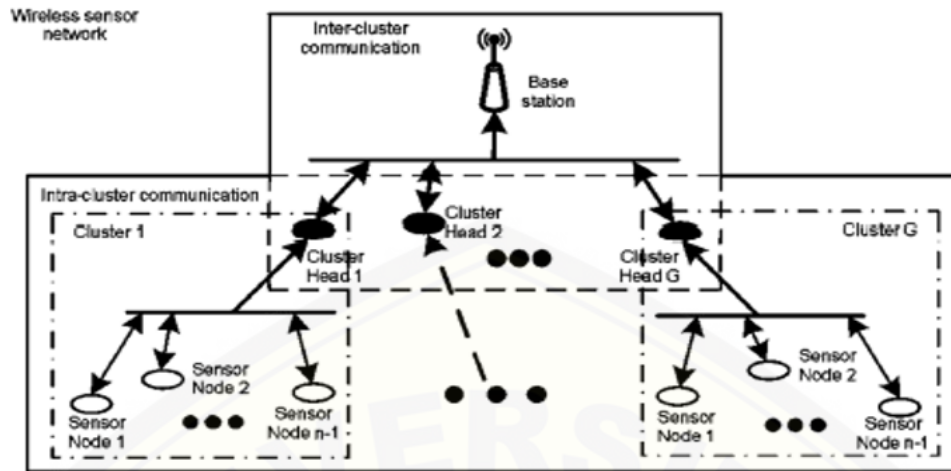 Wireless sensor
network
Inter-cluster
communication
Base
station
Intra-cluster communication
Cluster 1
Cluster
Head 1
Cluster
Head 2
Cluster
Head G
Cluster G
Sensor
Node 1
Sensor
Node 2
Sensor
Node n-1
Sensor
Node 1
Sensor
Node 2
Sensor
Node n-1